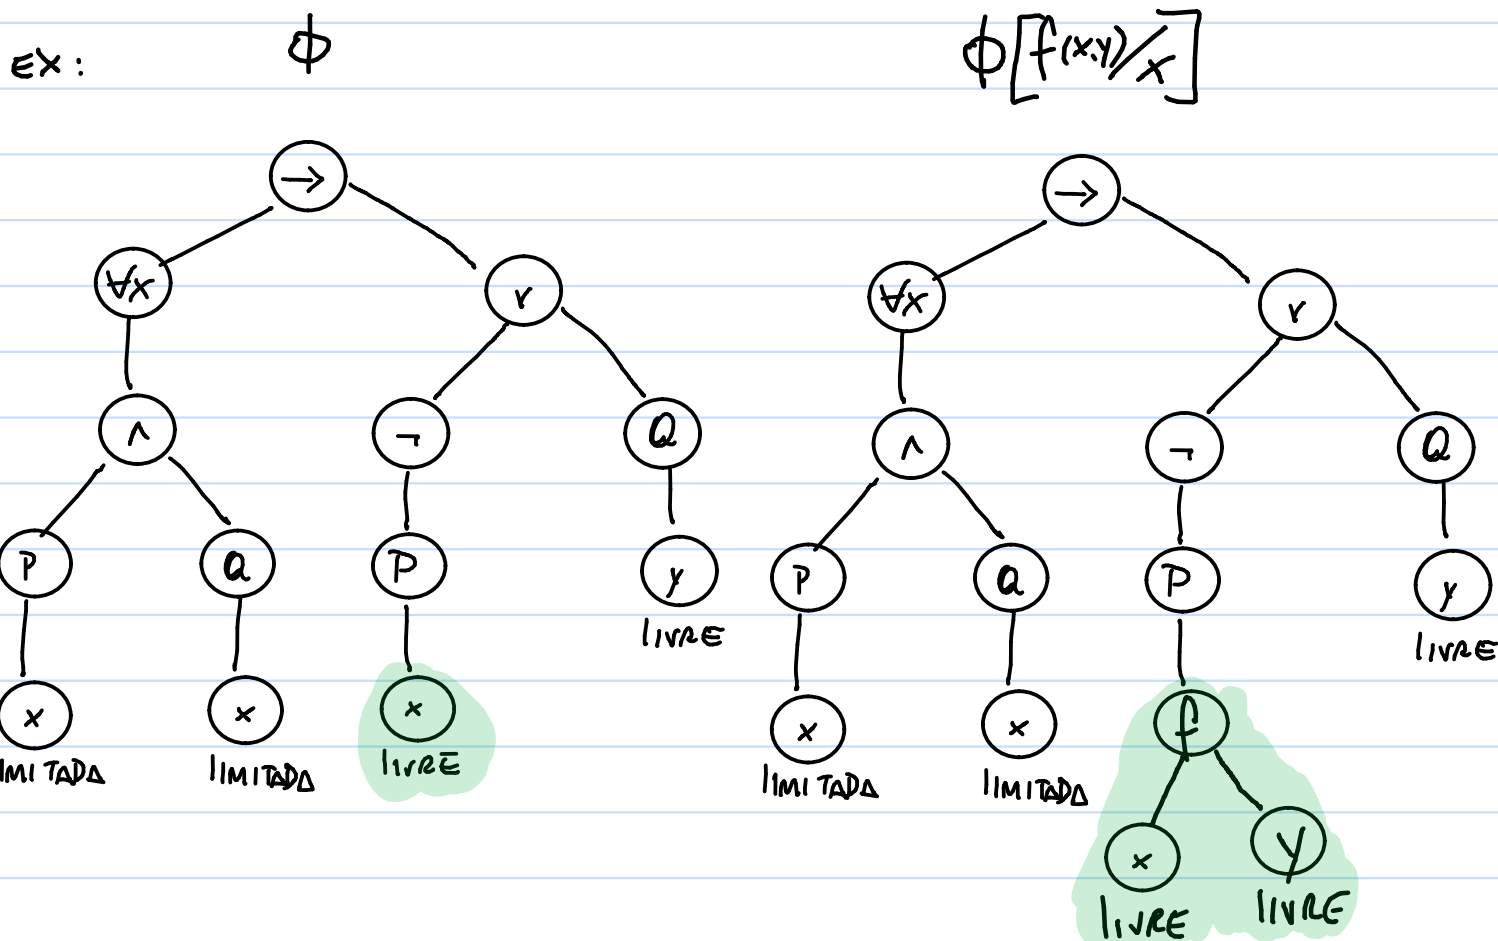 EX: ϕ ϕ[f(x,y)/x]
→ →
∀x v ∀x v
∧ ¬ Q ∧ ¬ Q
P Q P y P Q P y
LIVRE LIVRE
x x x x x f
LIMITADA LIMITADA LIVRE LIMITADA LIMITADA
x y
LIVRE LIVRE